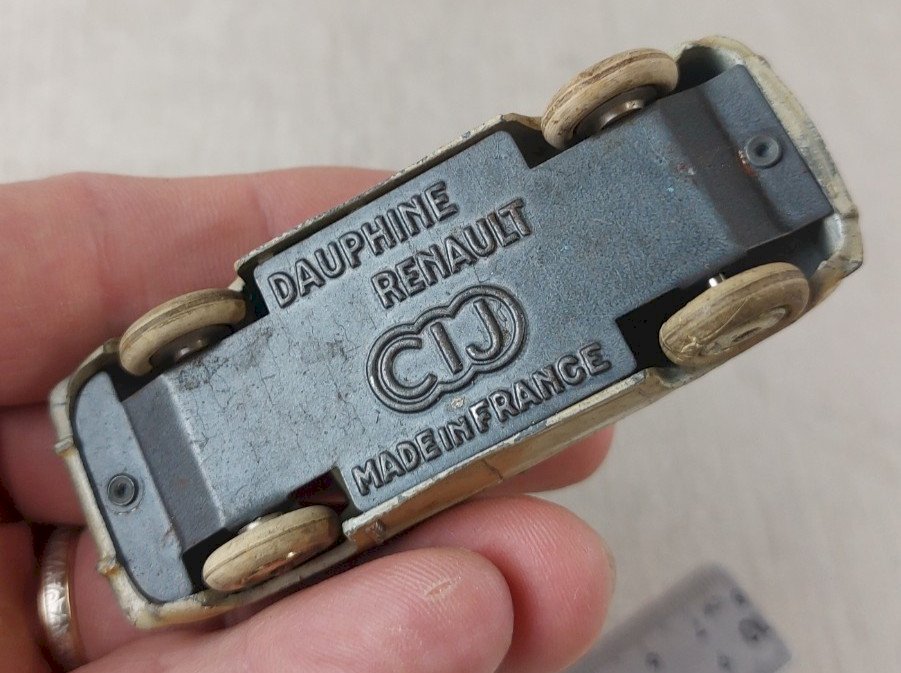 DAUPHINE
RENAULT
CIJ
MADE IN FRANCE